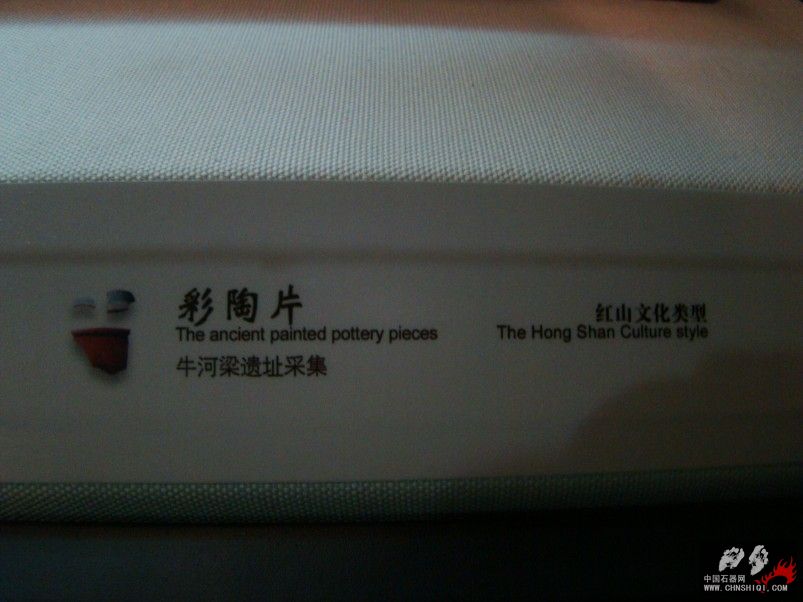 彩陶片
The ancient painted pottery pieces
牛河梁遗址采集
红山文化类型
The Hong Shan Culture style
中国石器网
WWW.CHNSHIQI.COM